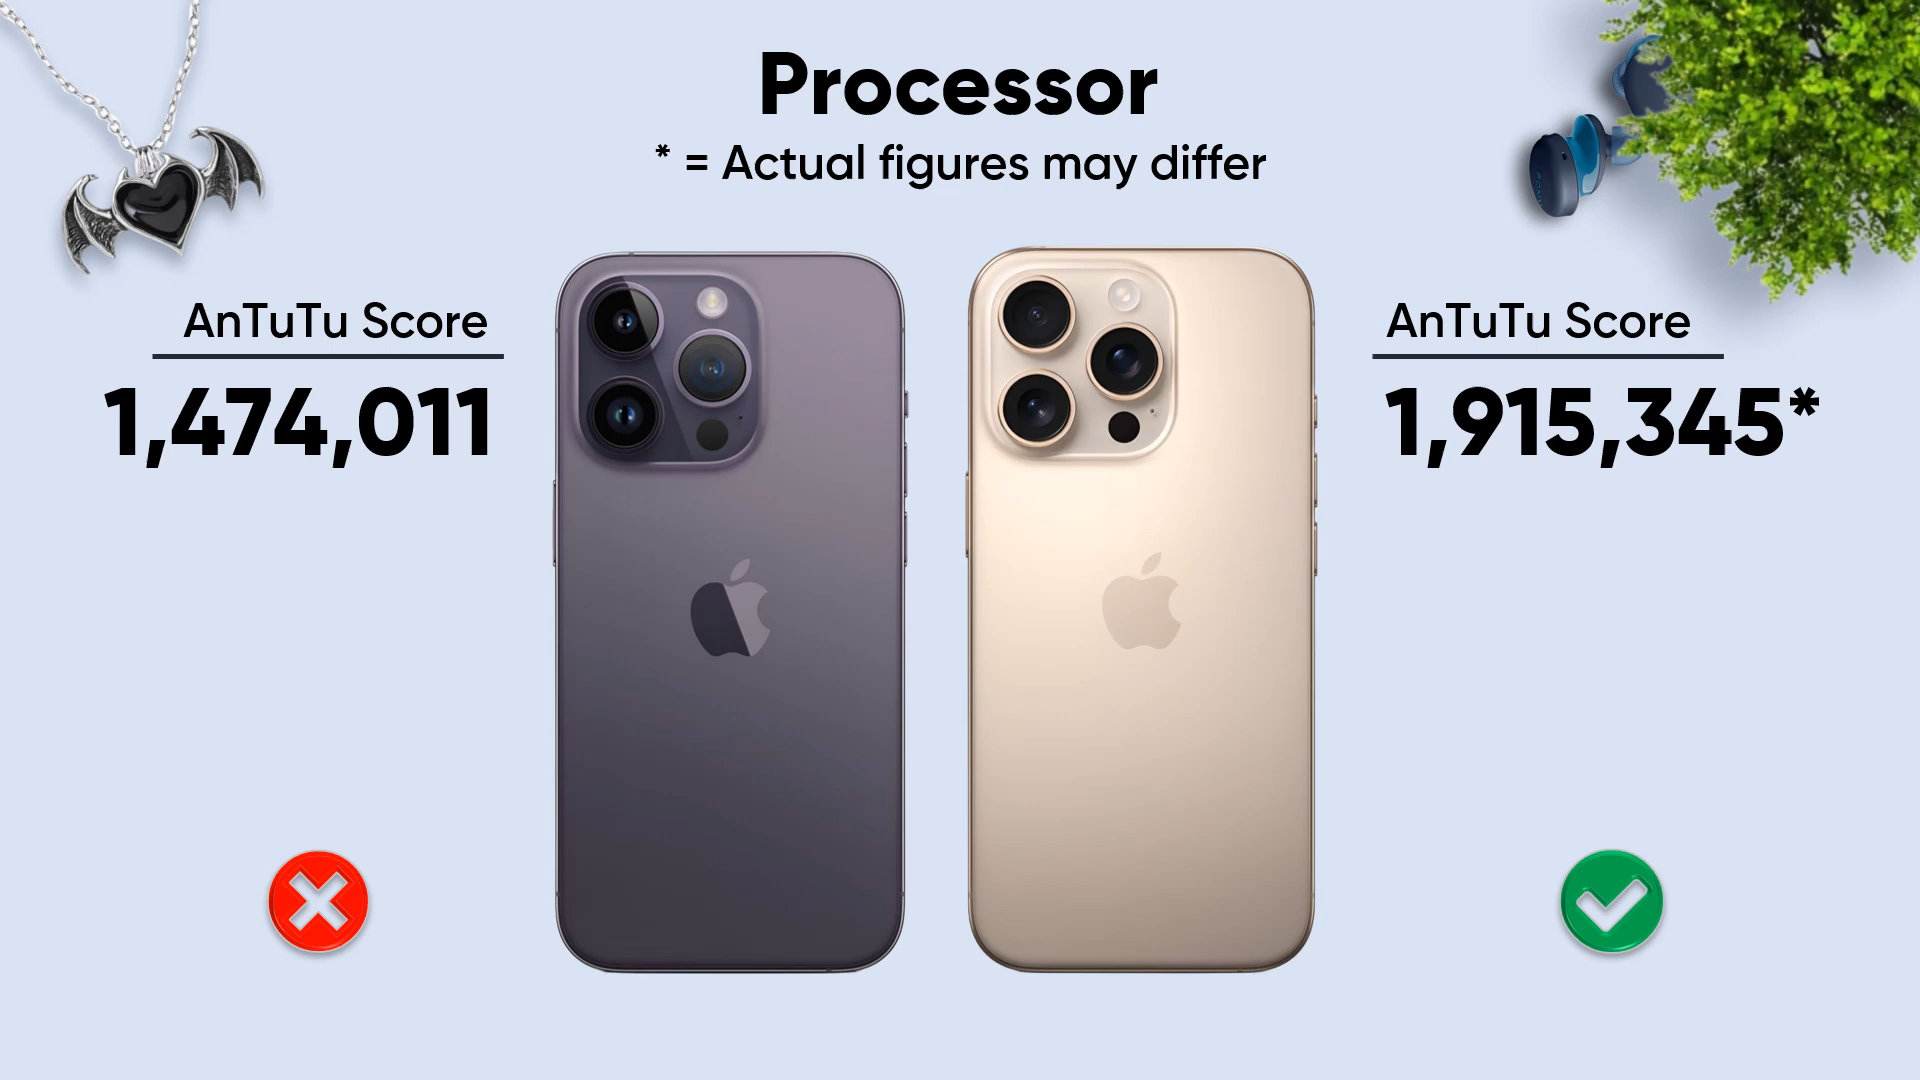 Processor
* = Actual figures may differ
AnTuTu Score
1,474,011
AnTuTu Score
1,915,345*